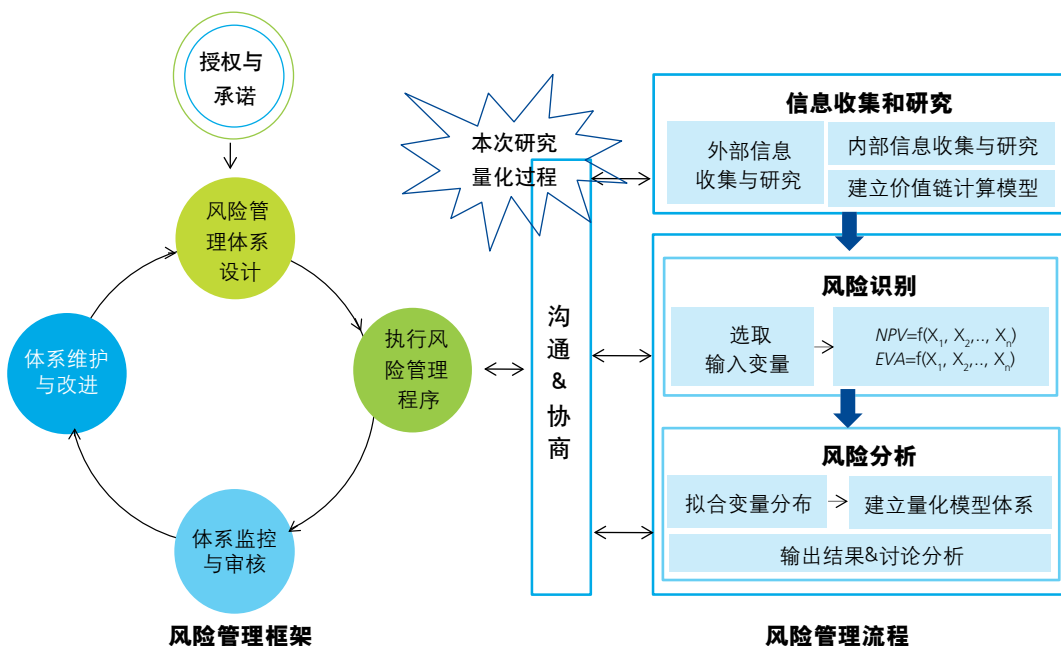 授权与
承诺
风险管
理体系
设计
执行风
险管理
程序
体系监控
与审核
体系维护
与改进
风险管理框架
本次研究
量化过程
沟
通
&
协
商
信息收集和研究
外部信息
收集与研究
内部信息收集与研究
建立价值链计算模型
风险识别
选取
输入变量
NPV=f(X₁, X₂,.., Xₙ)
EVA=f(X₁, X₂,.., Xₙ)
风险分析
拟合变量分布
建立量化模型体系
输出结果&讨论分析
风险管理流程